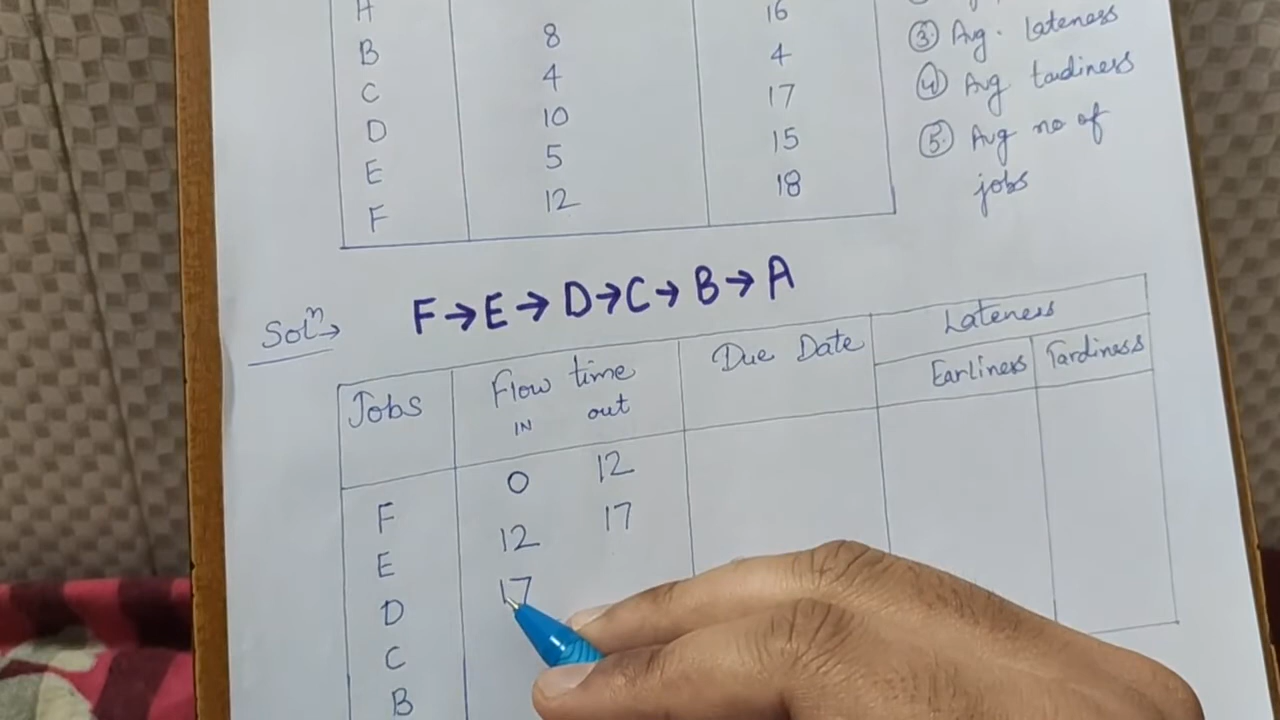 A 16
B 8 4
C 4 17
D 10 15
E 5 18
F 12
③ Avg. lateness
④ Avg tardiness
⑤ Avg no of
jobs
Solⁿ→ F→E→D→C→B→A
Jobs Flow time Due Date Lateness
IN out Earliness Tardiness
F 0 12
E 12 17
D 17
C
B